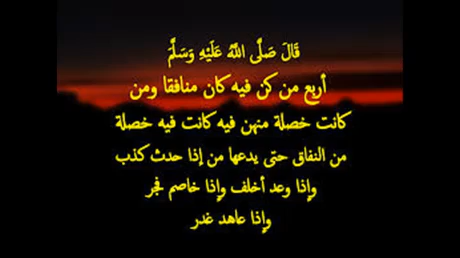 قَالَ صَلَّى اللَّهُ عَلَيْهِ وَسَلَّمَ
أربع من كن فيه كان منافقا ومن
كانت خصلة منهن فيه كانت فيه خصلة
من النفاق حتى يدعها من إذا حدث كذب
وإذا وعد أخلف وإذا خاصم فجر
وإذا عاهد غدر